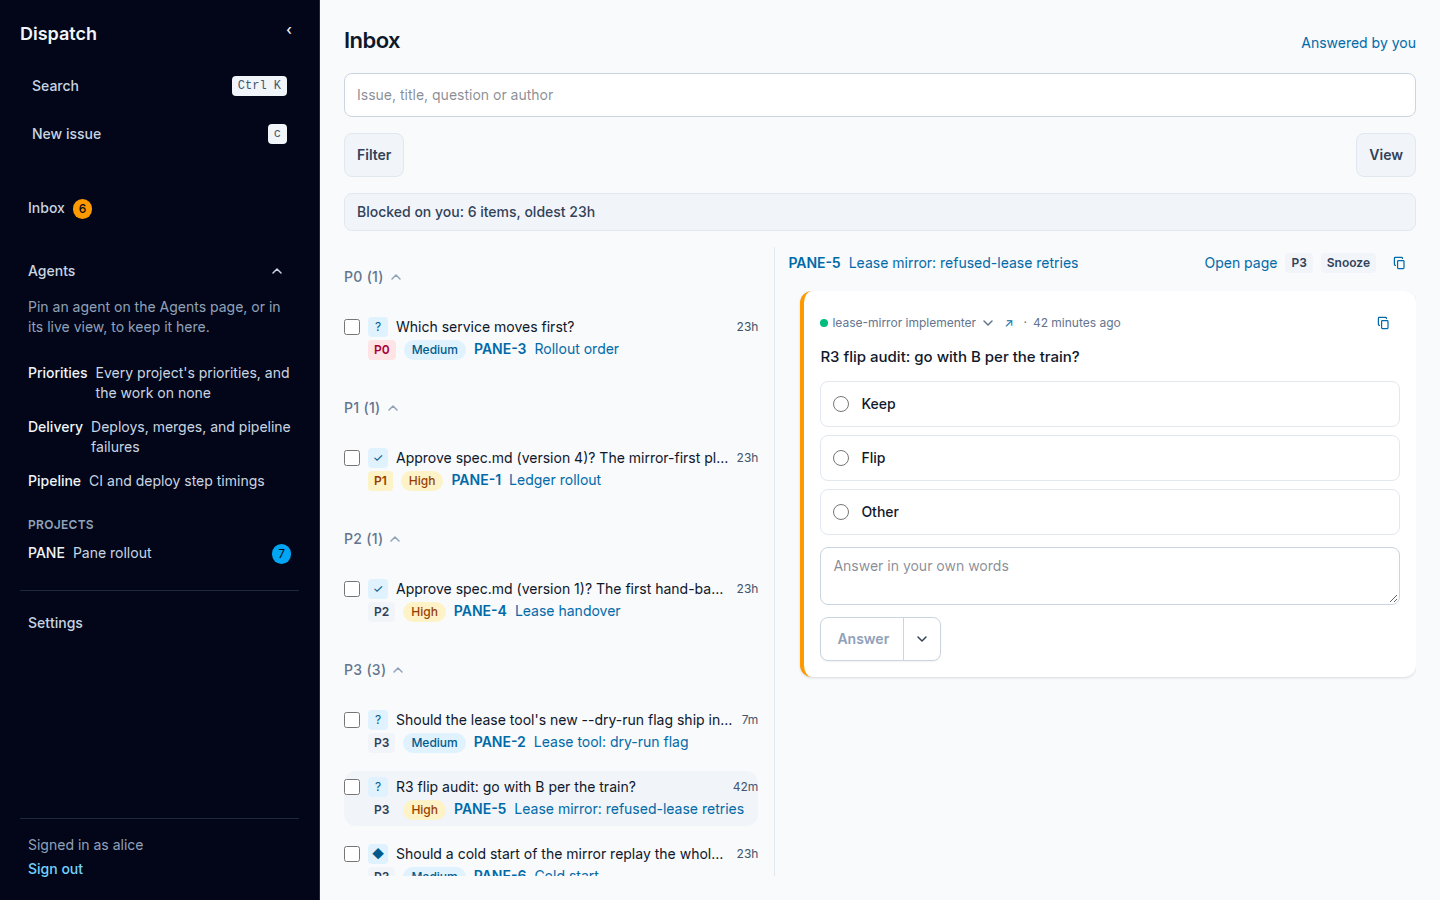 Dispatch
Search Ctrl K
New issue c
Inbox 6
Agents
Pin an agent on the Agents page, or in
its live view, to keep it here.
Priorities Every project's priorities, and
the work on none
Delivery Deploys, merges, and pipeline
failures
Pipeline CI and deploy step timings
PROJECTS
PANE Pane rollout 7
Settings
Signed in as alice
Sign out
Inbox
Answered by you
Issue, title, question or author
Filter
View
Blocked on you: 6 items, oldest 23h
P0 (1)
? Which service moves first? 23h
P0 Medium PANE-3 Rollout order
P1 (1)
Approve spec.md (version 4)? The mirror-first pl... 23h
P1 High PANE-1 Ledger rollout
P2 (1)
Approve spec.md (version 1)? The first hand-ba... 23h
P2 High PANE-4 Lease handover
P3 (3)
? Should the lease tool's new --dry-run flag ship in... 7m
P3 Medium PANE-2 Lease tool: dry-run flag
? R3 flip audit: go with B per the train? 42m
P3 High PANE-5 Lease mirror: refused-lease retries
Should a cold start of the mirror replay the whol... 23h
P3 Medium PANE-6 Cold start
PANE-5 Lease mirror: refused-lease retries
Open page P3 Snooze
lease-mirror implementer · 42 minutes ago
R3 flip audit: go with B per the train?
Keep
Flip
Other
Answer in your own words
Answer